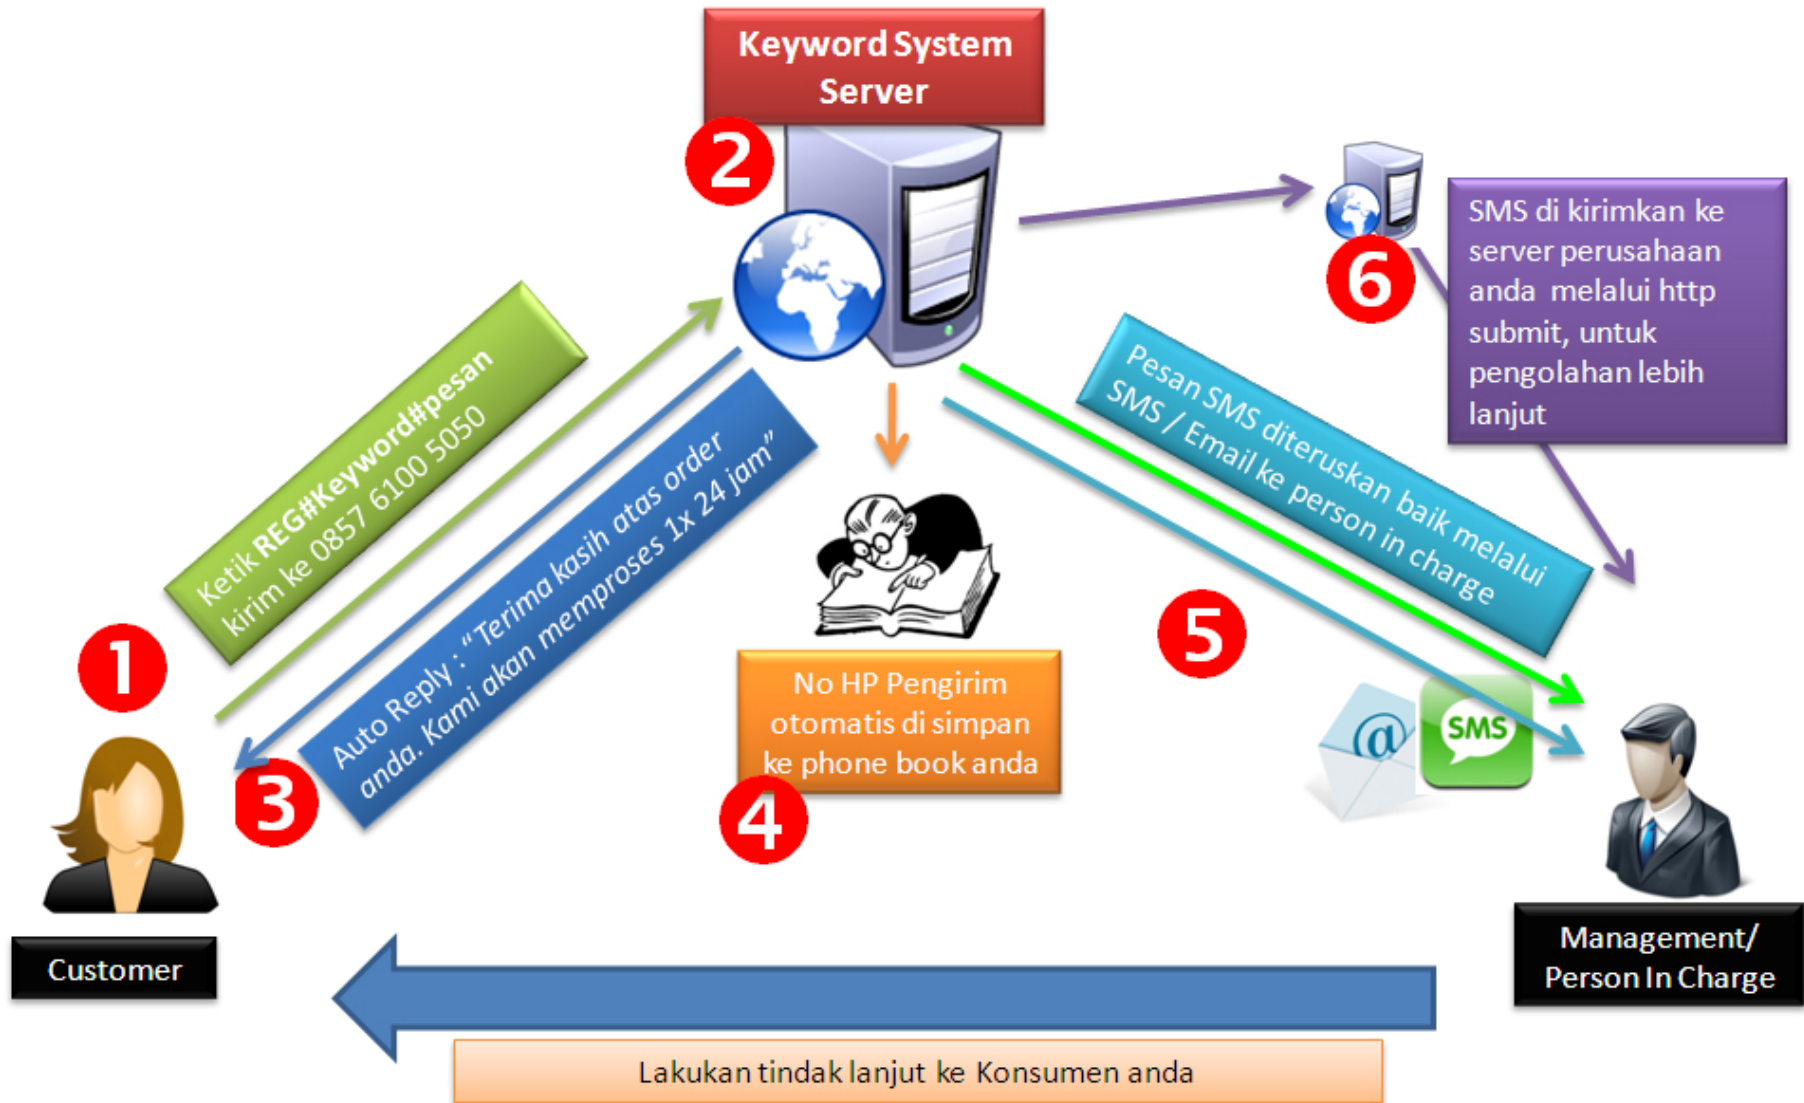 Keyword System
Server
2
6
SMS di kirimkan ke
server perusahaan
anda melalui http
submit, untuk
pengolahan lebih
lanjut
Ketik REG#Keyword#pesan
kirim ke 0857 6100 5050
1
Auto Reply : “Terima kasih atas order
anda. Kami akan memproses 1x 24 jam”
3
No HP Pengirim
otomatis di simpan
ke phone book anda
4
Pesan SMS diteruskan baik melalui
SMS / Email ke person in charge
5
@
SMS
Customer
Management/
Person In Charge
Lakukan tindak lanjut ke Konsumen anda